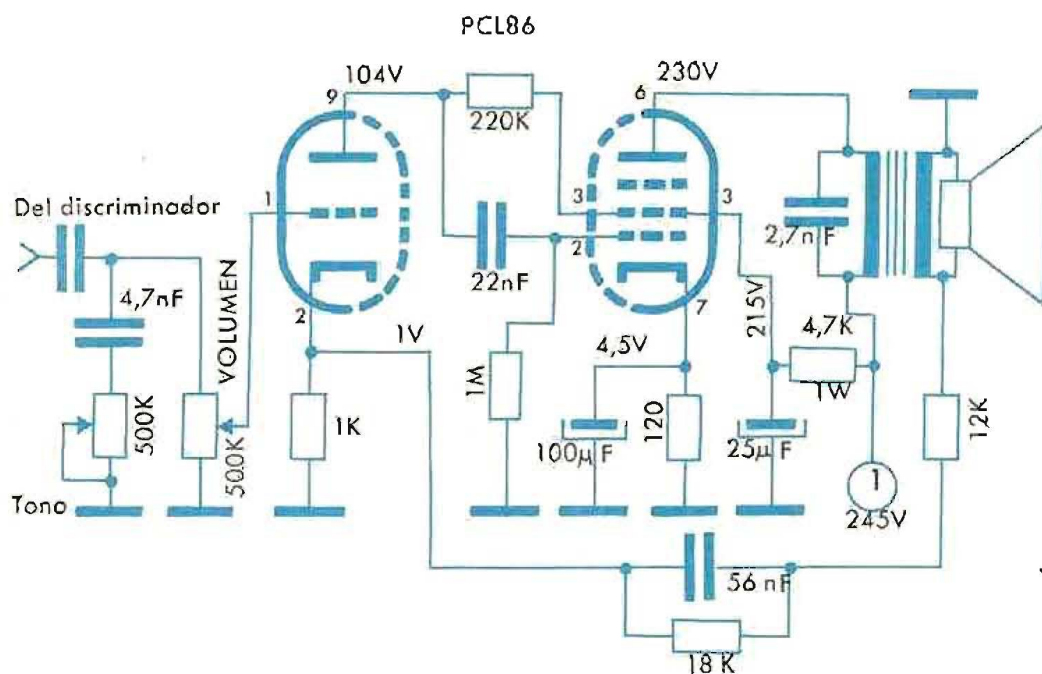 PCL86
104V
9
220K
230V
6
Del discriminador
1
3
3
2
2,7nF
4,7nF
VOLUMEN
22nF
2
7
215V
1V
4,5V
4,7K
1W
500K
500K
1K
1M
100µF
120
25µF
12K
Tono
1
245V
56 nF
18 K